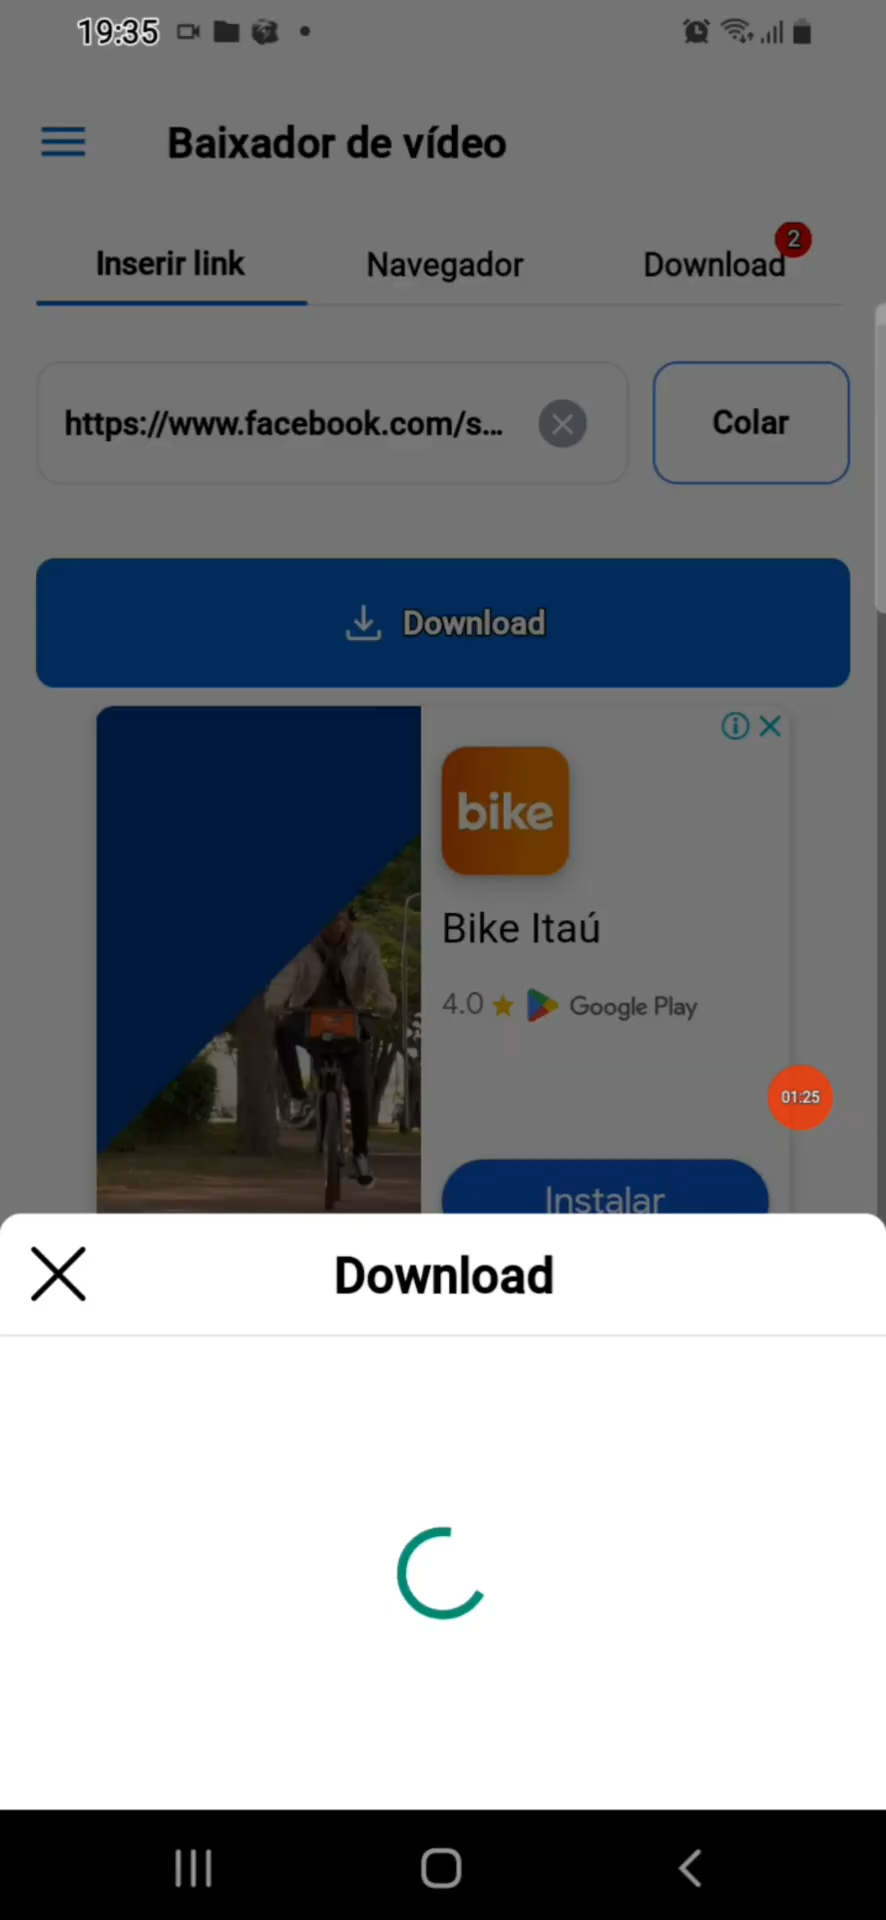 19:35
Baixador de vídeo
Inserir link
Navegador
Download
2
https://www.facebook.com/s...
Colar
Download
bike
Bike Itaú
4.0 Google Play
01:25
Instalar
Download